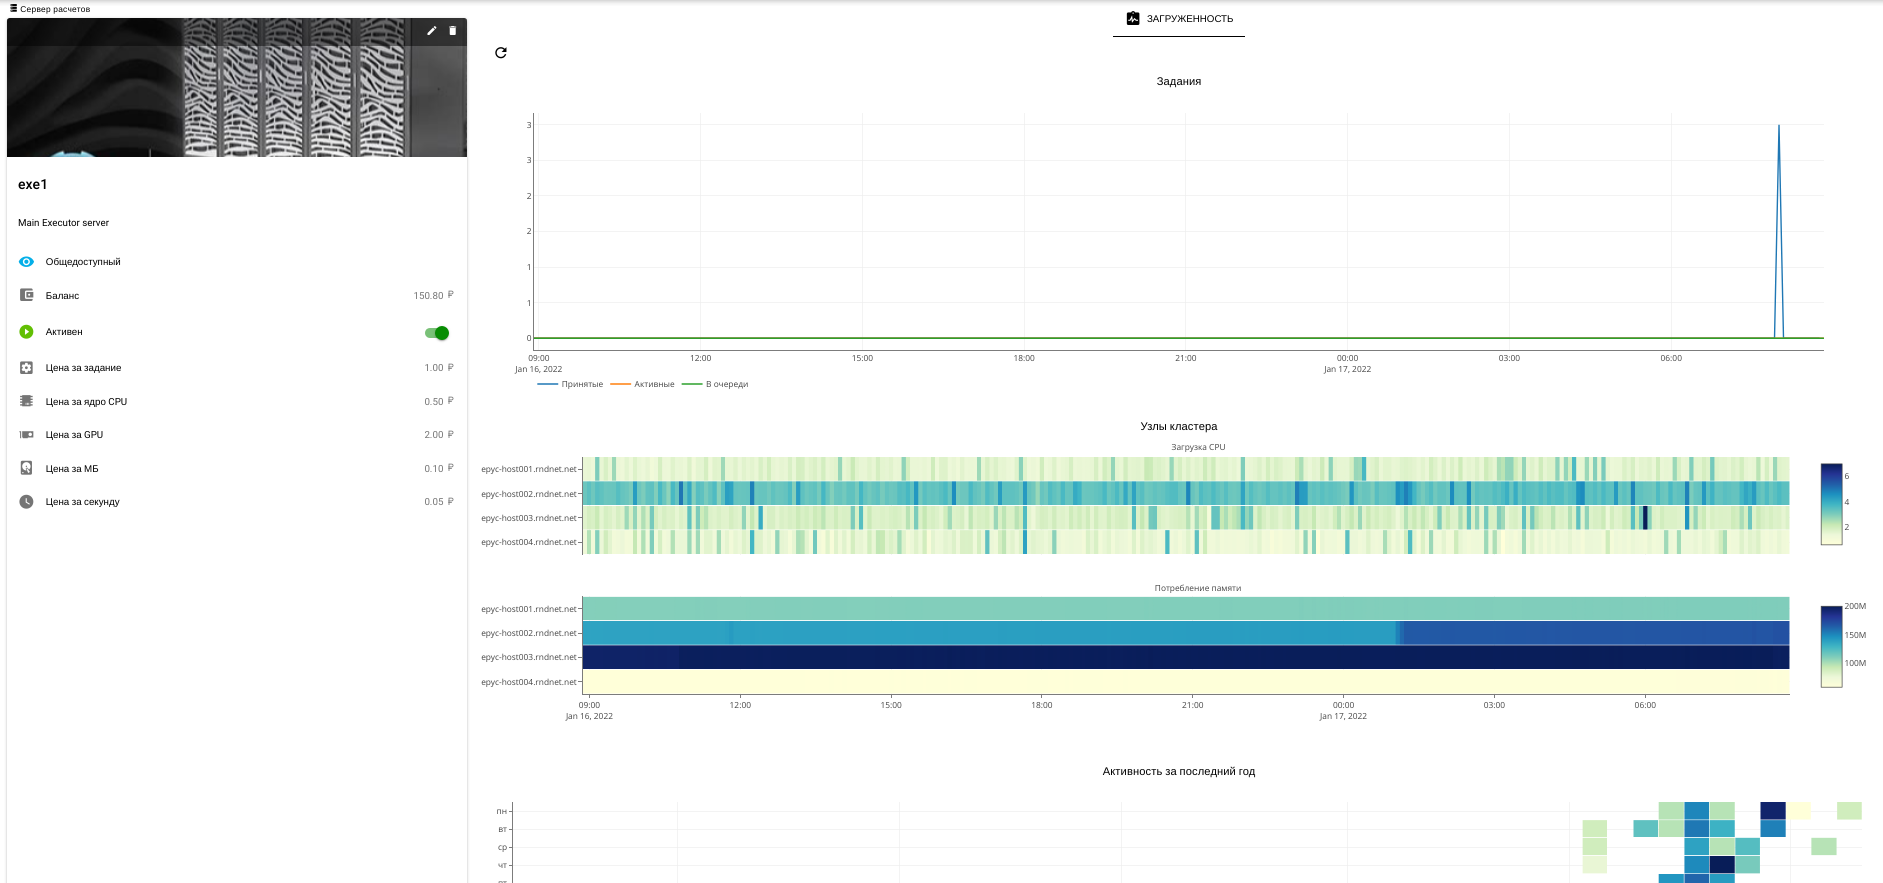 Сервер расчетов
exe1
Main Executor server
Общедоступный
Баланс 150.80 ₽
Активен
Цена за задание 1.00 ₽
Цена за ядро CPU 0.50 ₽
Цена за GPU 2.00 ₽
Цена за МБ 0.10 ₽
Цена за секунду 0.05 ₽
ЗАГРУЖЕННОСТЬ
Задания
3
3
2
2
1
1
0
09:00 12:00 15:00 18:00 21:00 00:00 03:00 06:00
Jan 16, 2022 Jan 17, 2022
Принятые Активные В очереди
Узлы кластера
Загрузка CPU
epyc-host001.rndnet.net
epyc-host002.rndnet.net
epyc-host003.rndnet.net
epyc-host004.rndnet.net
6
4
2
Потребление памяти
epyc-host001.rndnet.net
epyc-host002.rndnet.net
epyc-host003.rndnet.net
epyc-host004.rndnet.net
200M
150M
100M
09:00 12:00 15:00 18:00 21:00 00:00 03:00 06:00
Jan 16, 2022 Jan 17, 2022
Активность за последний год
пн
вт
ср
чт